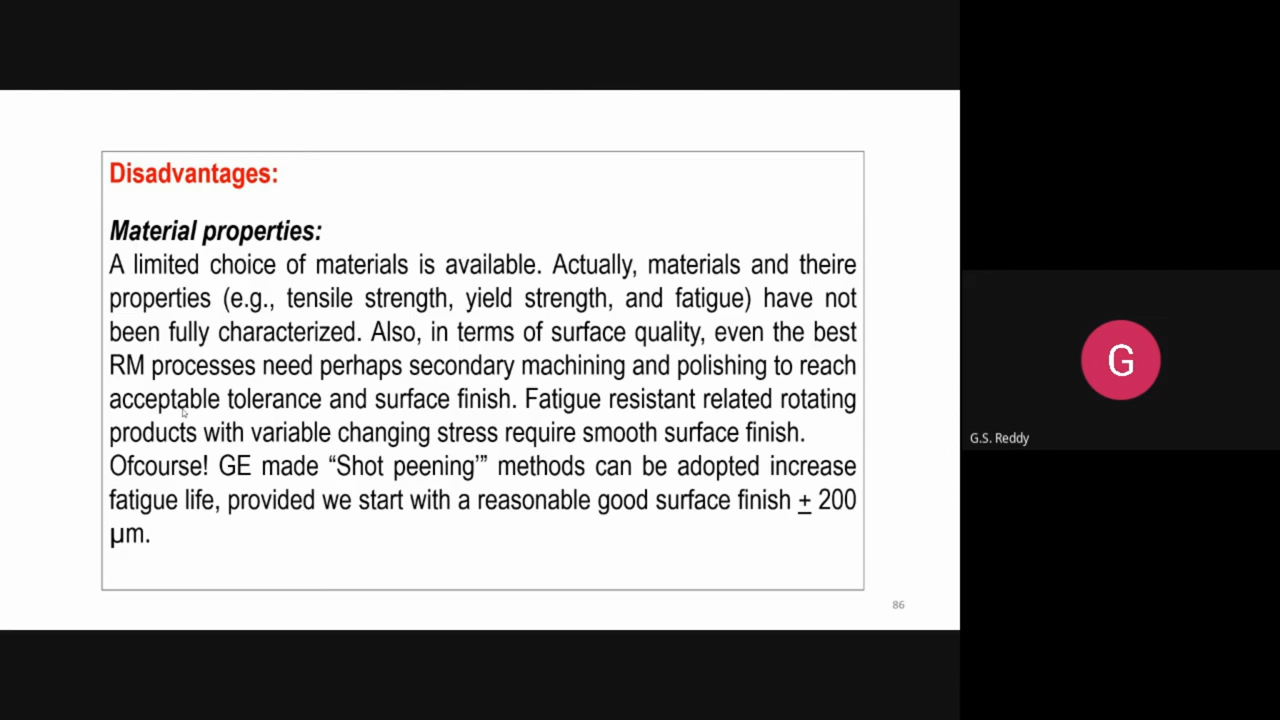 Disadvantages:
Material properties:
A limited choice of materials is available. Actually, materials and theire
properties (e.g., tensile strength, yield strength, and fatigue) have not
been fully characterized. Also, in terms of surface quality, even the best
RM processes need perhaps secondary machining and polishing to reach
acceptable tolerance and surface finish. Fatigue resistant related rotating
products with variable changing stress require smooth surface finish.
Ofcourse! GE made “Shot peening’” methods can be adopted increase
fatigue life, provided we start with a reasonable good surface finish ± 200
µm.
86
G
G.S. Reddy